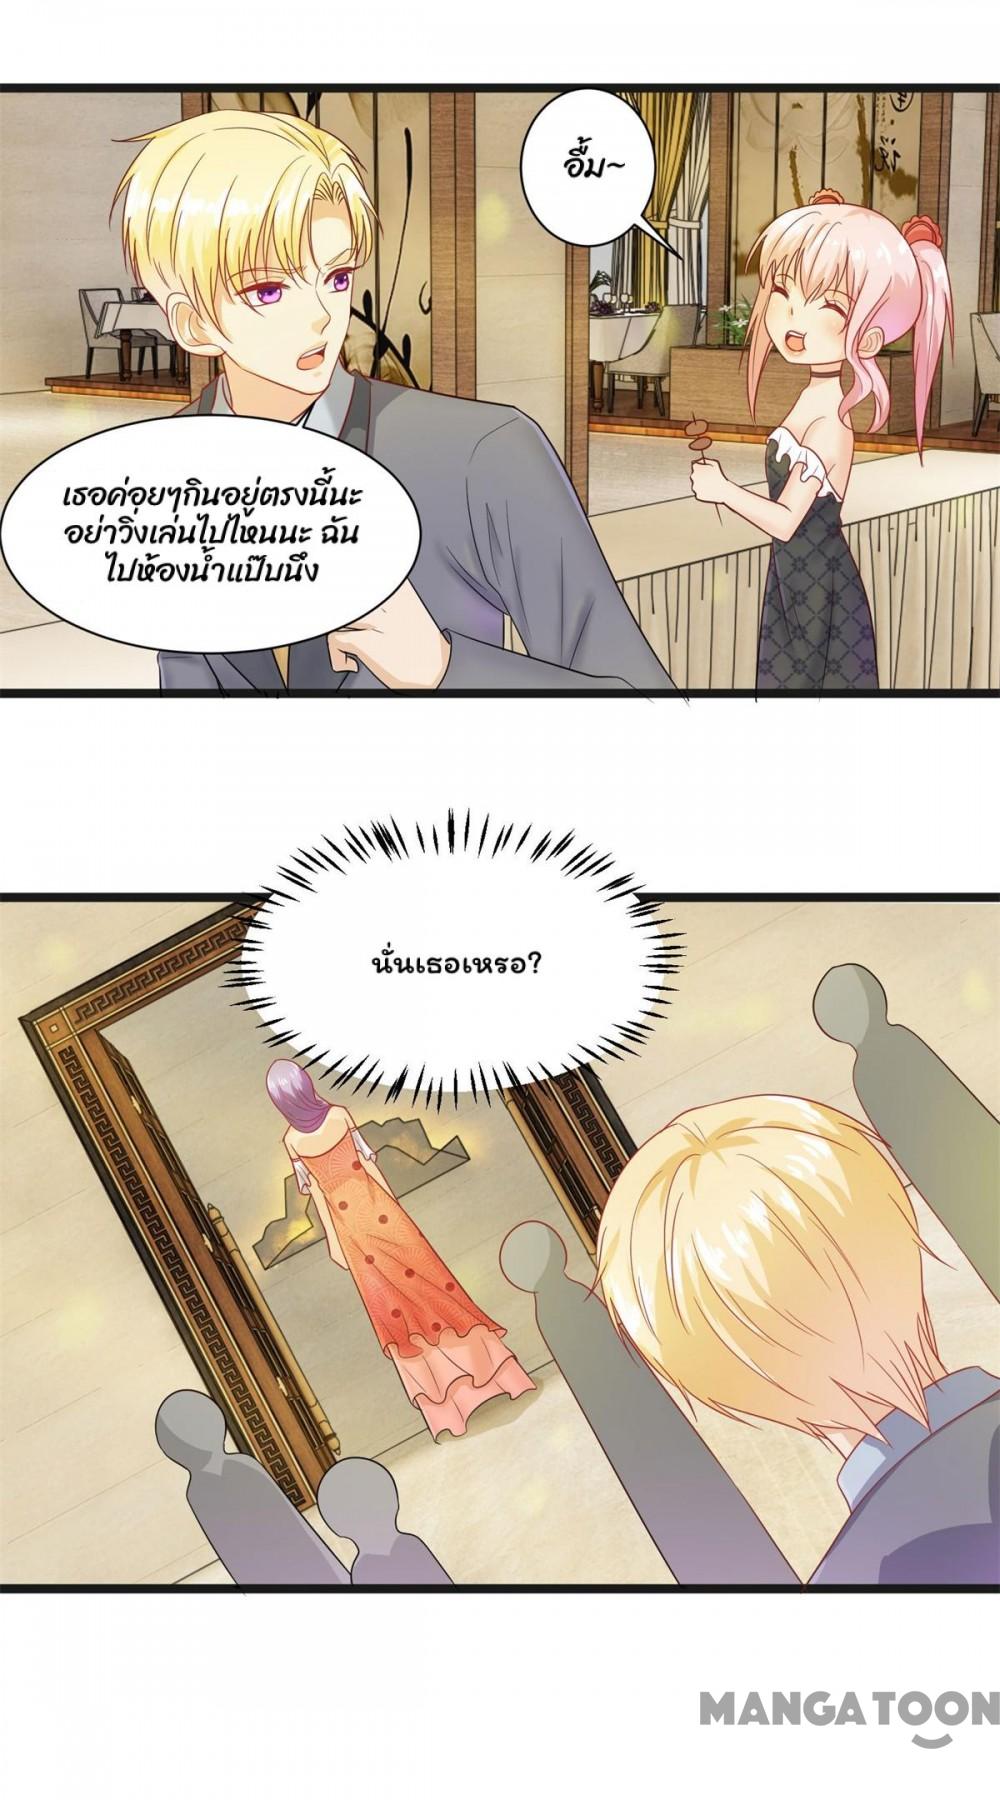 อื้ม~
เธอค่อยๆกินอยู่ตรงนี้นะ
อย่าวิ่งเล่นไปไหนนะ ฉัน
ไปห้องน้ำแป๊บนึง
นั่นเธอเหรอ?
MANGATOON